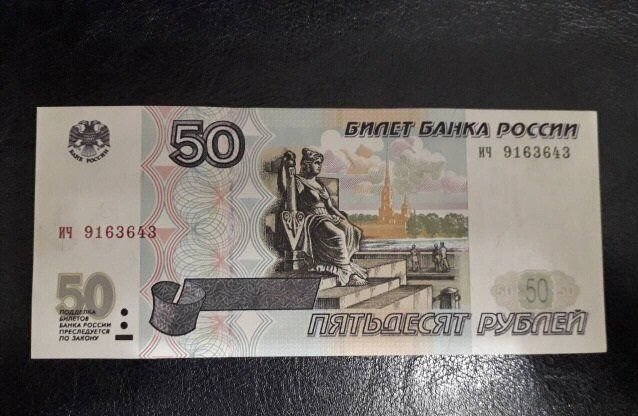 БАНК РОССИИ
50
БИЛЕТ БАНКА РОССИИ
ИЧ 9163643
ИЧ 9163643
50
ПОДДЕЛКА
БИЛЕТОВ
БАНКА РОССИИ
ПРЕСЛЕДУЕТСЯ
ПО ЗАКОНУ
50
ПЯТЬДЕСЯТ РУБЛЕЙ